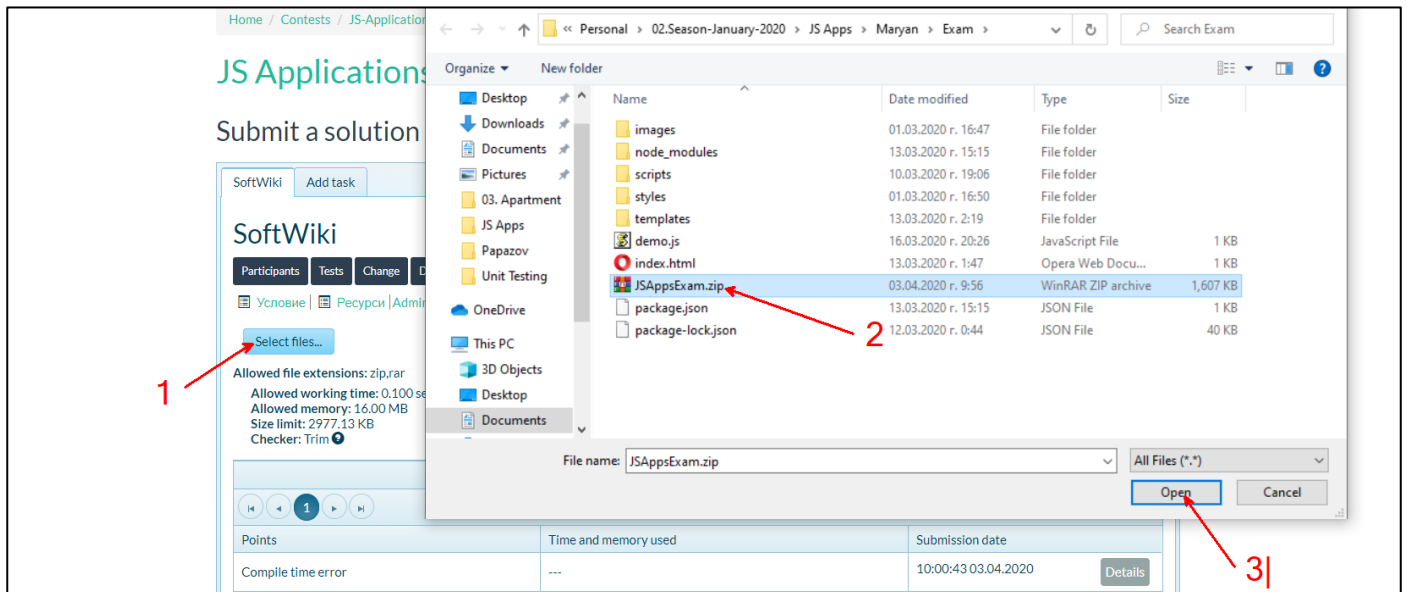 Home / Contests / JS-Application
JS Applications
Submit a solution
SoftWiki
Add task
SoftWiki
Participants
Tests
Change
D
Условие | Ресурси | Admin
Select files...
1
Allowed file extensions: zip,rar
Allowed working time: 0.100 se
Allowed memory: 16.00 MB
Size limit: 2977.13 KB
Checker: Trim ?
1
Points Time and memory used Submission date
Compile time error --- 10:00:43 03.04.2020 Details
« Personal > 02.Season-January-2020 > JS Apps > Maryan > Exam >
Search Exam
Organize New folder
?
Desktop
Downloads
Documents
Pictures
03. Apartment
JS Apps
Papazov
Unit Testing
OneDrive
This PC
3D Objects
Desktop
Documents
Name Date modified Type Size
images 01.03.2020 г. 16:47 File folder
node_modules 13.03.2020 г. 15:15 File folder
scripts 10.03.2020 г. 19:06 File folder
styles 01.03.2020 г. 16:50 File folder
templates 13.03.2020 г. 2:19 File folder
demo.js 16.03.2020 г. 20:26 JavaScript File 1 KB
index.html 13.03.2020 г. 1:47 Opera Web Docu... 1 KB
JSAppsExam.zip 03.04.2020 г. 9:56 WinRAR ZIP archive 1,607 KB
package.json 13.03.2020 г. 15:15 JSON File 1 KB
package-lock.json 12.03.2020 г. 0:44 JSON File 40 KB
2
File name: JSAppsExam.zip
All Files (*.*)
Open Cancel
3|